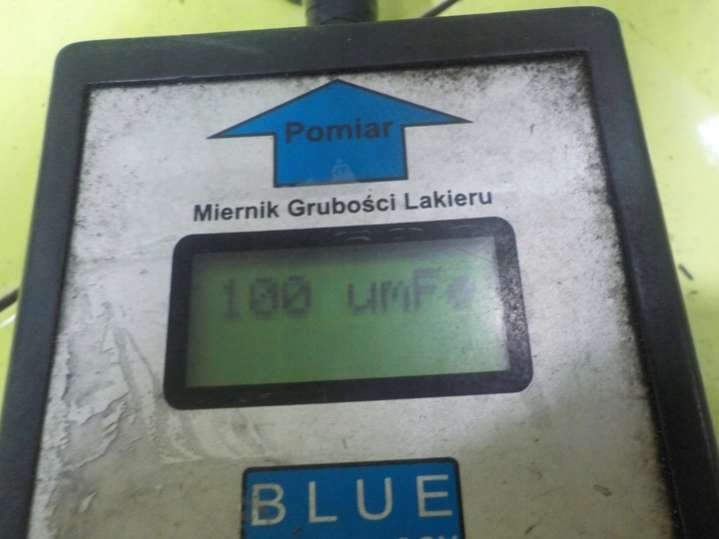 Pomiar
Miernik Grubości Lakieru
100 umFe
BLUE